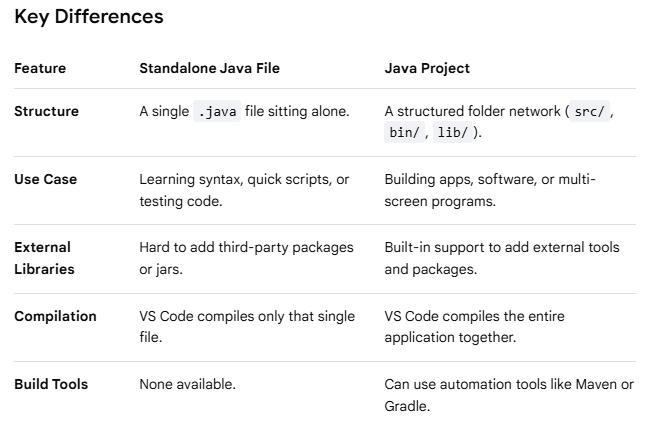 Key Differences
Feature Standalone Java File Java Project
Structure A single .java file sitting alone. A structured folder network ( src/ ,
bin/ , lib/ ).
Use Case Learning syntax, quick scripts, or Building apps, software, or multi-
testing code. screen programs.
External Hard to add third-party packages Built-in support to add external tools
Libraries or jars. and packages.
Compilation VS Code compiles only that single VS Code compiles the entire
file. application together.
Build Tools None available. Can use automation tools like Maven or
Gradle.